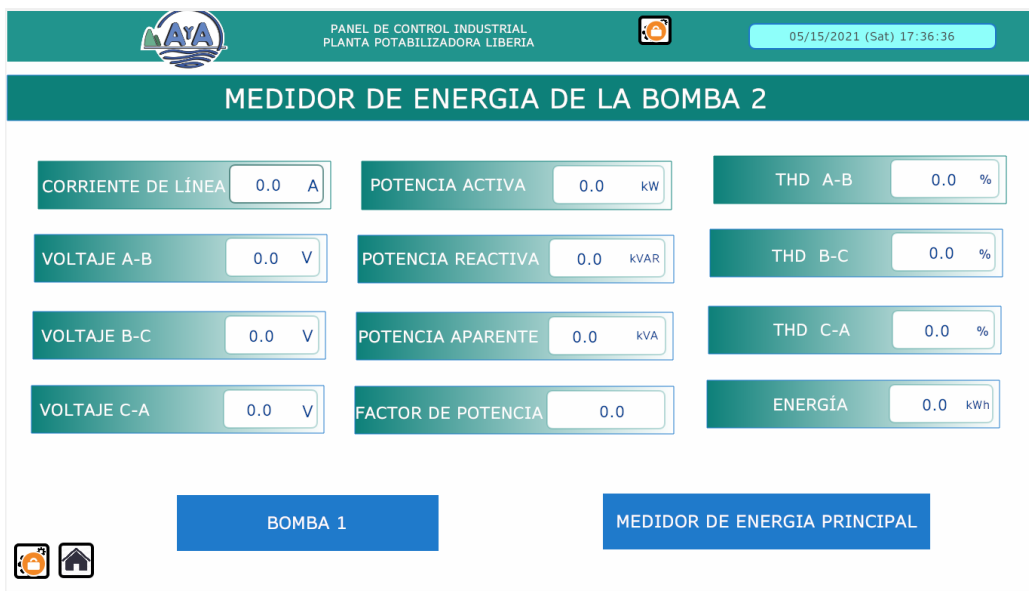 AYA
PANEL DE CONTROL INDUSTRIAL
PLANTA POTABILIZADORA LIBERIA
05/15/2021 (Sat) 17:36:36
MEDIDOR DE ENERGIA DE LA BOMBA 2
CORRIENTE DE LÍNEA 0.0 A
VOLTAJE A-B 0.0 V
VOLTAJE B-C 0.0 V
VOLTAJE C-A 0.0 V
POTENCIA ACTIVA 0.0 kW
POTENCIA REACTIVA 0.0 kVAR
POTENCIA APARENTE 0.0 kVA
FACTOR DE POTENCIA 0.0
THD A-B 0.0 %
THD B-C 0.0 %
THD C-A 0.0 %
ENERGÍA 0.0 kWh
BOMBA 1
MEDIDOR DE ENERGIA PRINCIPAL